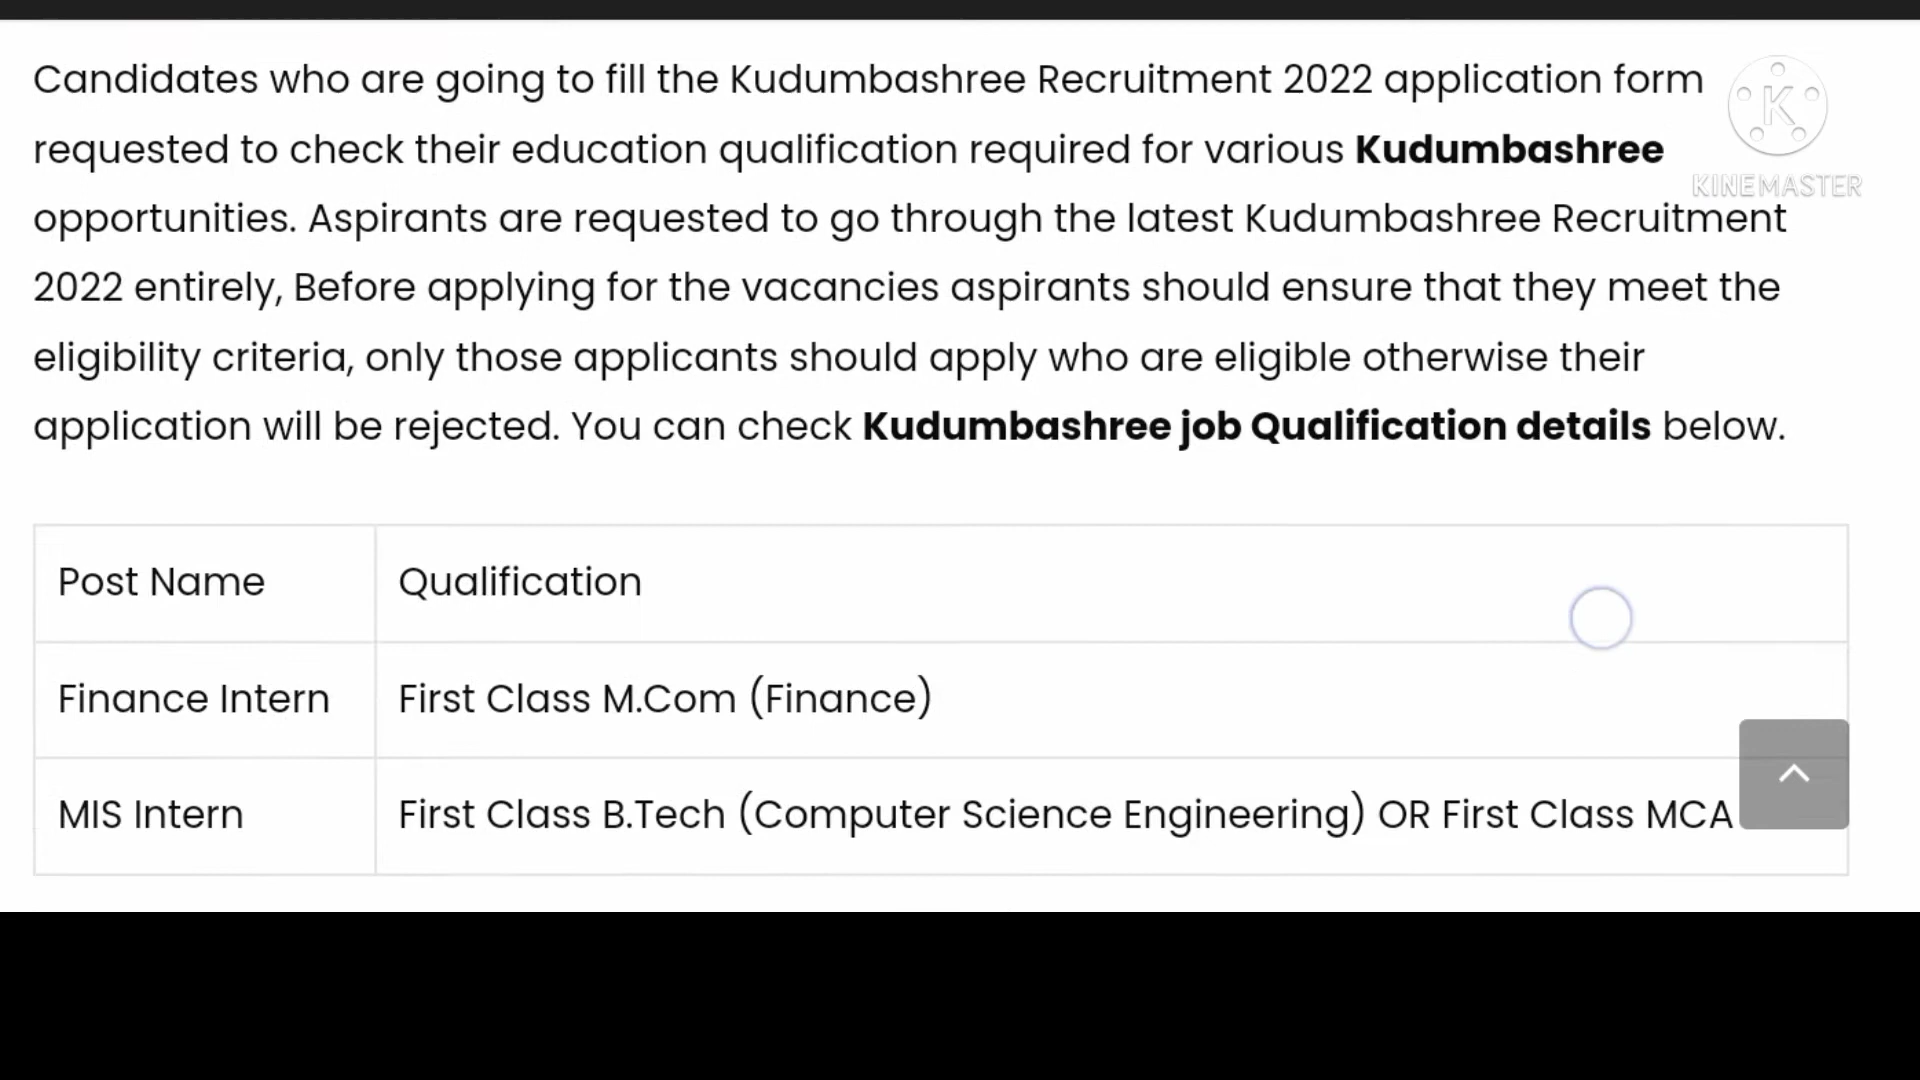 Candidates who are going to fill the Kudumbashree Recruitment 2022 application form
requested to check their education qualification required for various Kudumbashree
opportunities. Aspirants are requested to go through the latest Kudumbashree Recruitment
2022 entirely, Before applying for the vacancies aspirants should ensure that they meet the
eligibility criteria, only those applicants should apply who are eligible otherwise their
application will be rejected. You can check Kudumbashree job Qualification details below.
K
KINEMASTER
Post Name Qualification
Finance Intern First Class M.Com (Finance)
MIS Intern First Class B.Tech (Computer Science Engineering) OR First Class MCA